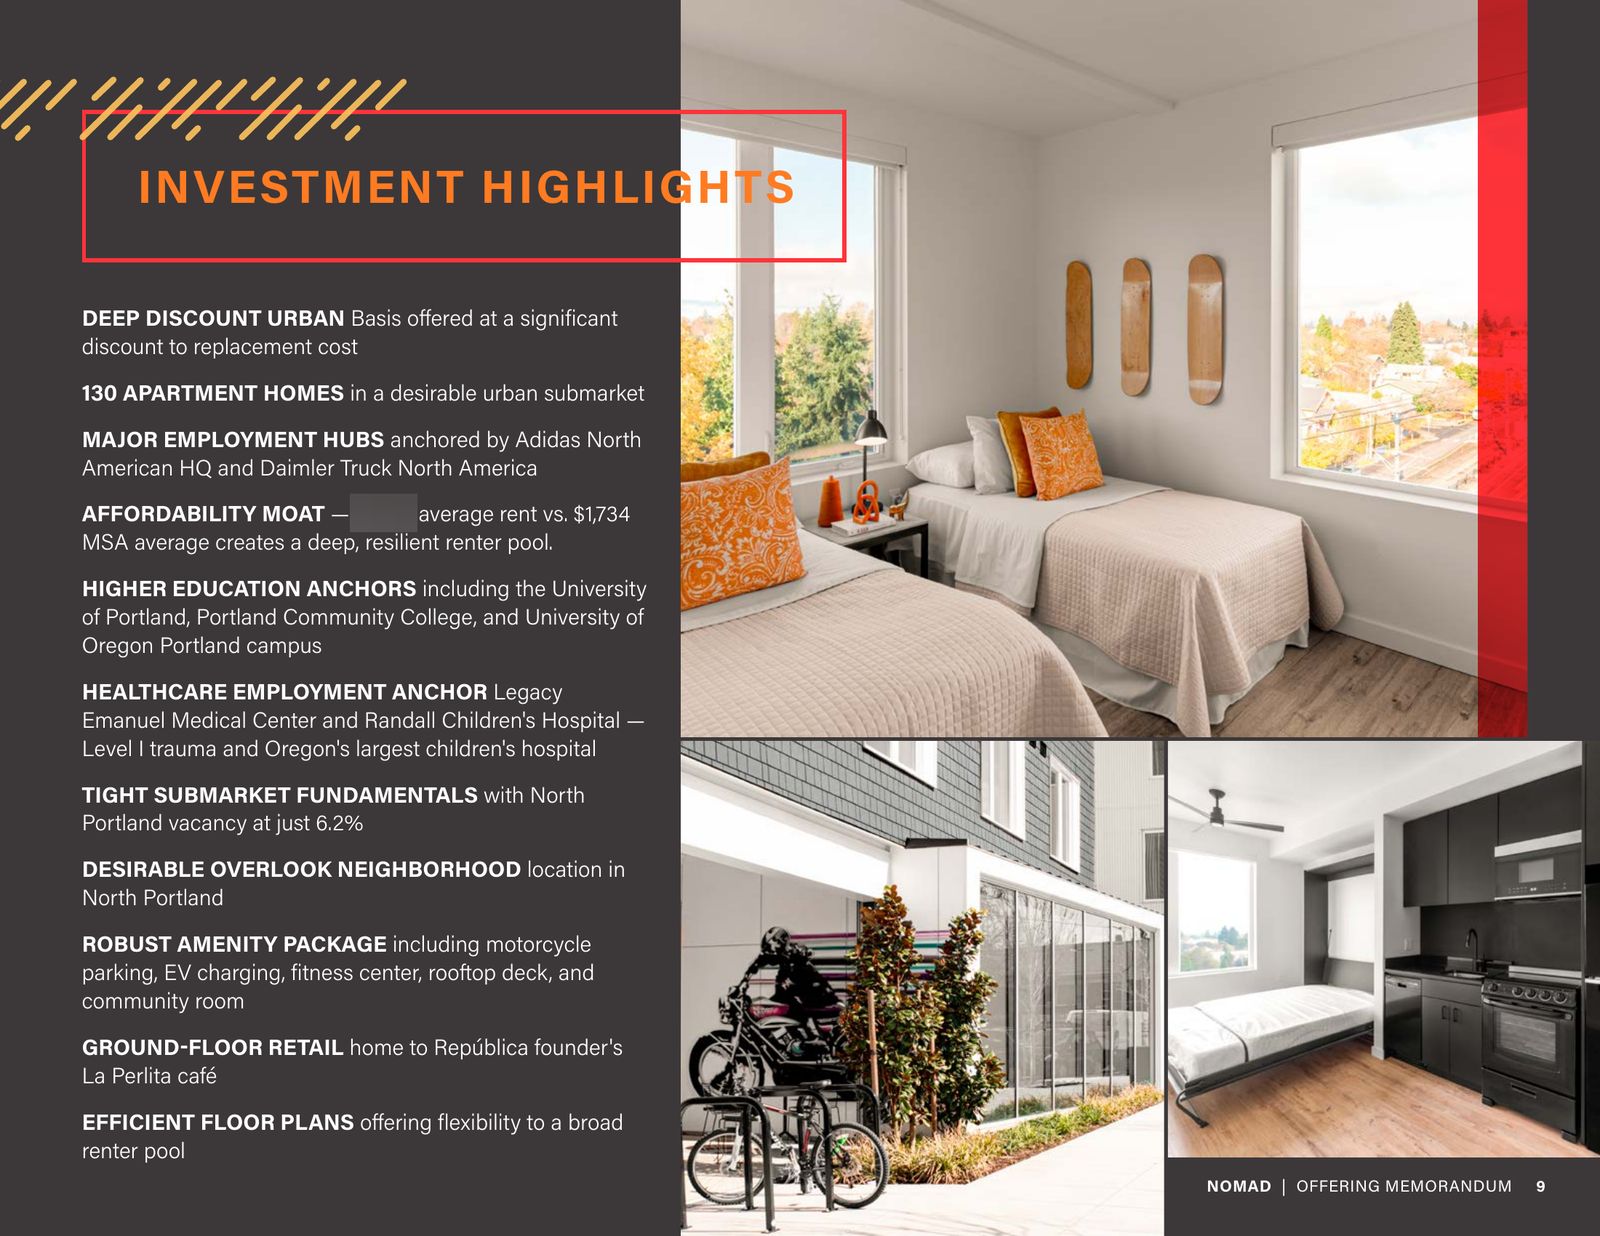 INVESTMENT HIGHLIGHTS
DEEP DISCOUNT URBAN Basis offered at a significant
discount to replacement cost
130 APARTMENT HOMES in a desirable urban submarket
MAJOR EMPLOYMENT HUBS anchored by Adidas North
American HQ and Daimler Truck North America
AFFORDABILITY MOAT — average rent vs. $1,734
MSA average creates a deep, resilient renter pool.
HIGHER EDUCATION ANCHORS including the University
of Portland, Portland Community College, and University of
Oregon Portland campus
HEALTHCARE EMPLOYMENT ANCHOR Legacy
Emanuel Medical Center and Randall Children's Hospital —
Level I trauma and Oregon's largest children's hospital
TIGHT SUBMARKET FUNDAMENTALS with North
Portland vacancy at just 6.2%
DESIRABLE OVERLOOK NEIGHBORHOOD location in
North Portland
ROBUST AMENITY PACKAGE including motorcycle
parking, EV charging, fitness center, rooftop deck, and
community room
GROUND-FLOOR RETAIL home to República founder's
La Perlita café
EFFICIENT FLOOR PLANS offering flexibility to a broad
renter pool
NOMAD | OFFERING MEMORANDUM 9